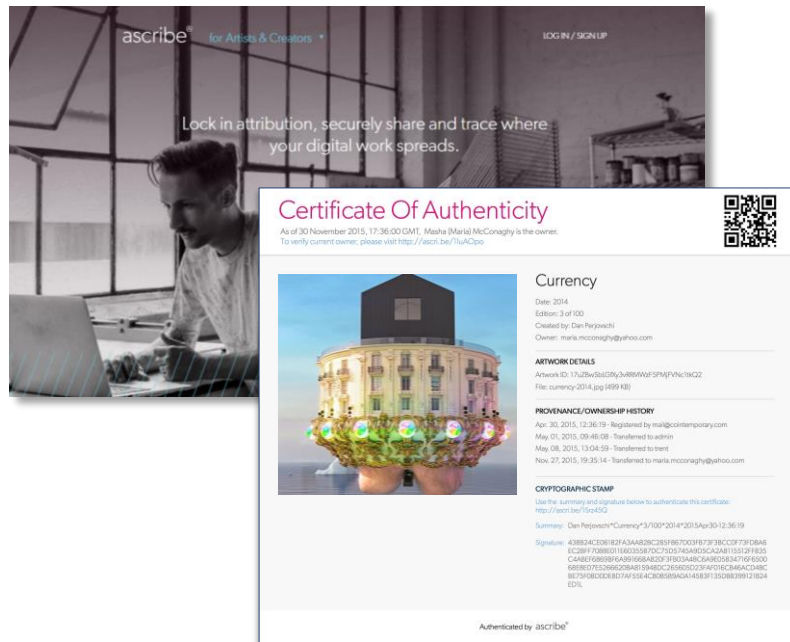 ascribe®
for Artists & Creators
LOG IN / SIGN UP
Lock in attribution, securely share and trace where
your digital work spreads.
Certificate Of Authenticity
As of 30 November 2015, 17:36:00 GMT, Masha (Maria) McConaghy is the owner.
To verify current owner, please visit http://ascri.be/1luAOpo
Currency
Date: 2014
Edition: 3 of 100
Created by: Dan Perjovschi
Owner: maria.mcconaghy@yahoo.com
ARTWORK DETAILS
Artwork ID:
File: currency-2014.jpg (499 KB)
PROVENANCE/OWNERSHIP HISTORY
Apr. 30, 2015, 12:36:19 - Registered by mail@cointemporary.com
May. 01, 2015, 09:46:08 - Transferred to admin
May. 08, 2015, 13:04:59 - Transferred to trent
Nov. 27, 2015, 19:35:14 - Transferred to maria.mcconaghy@yahoo.com
CRYPTOGRAPHIC STAMP
Use the summary and signature below to authenticate this certificate:
http://ascri.be/1Srz4SQ
Summary: Dan Perjovschi*Currency*3/100*2014*2015Apr30-12:36:19
Signature:
Authenticated by ascribe®